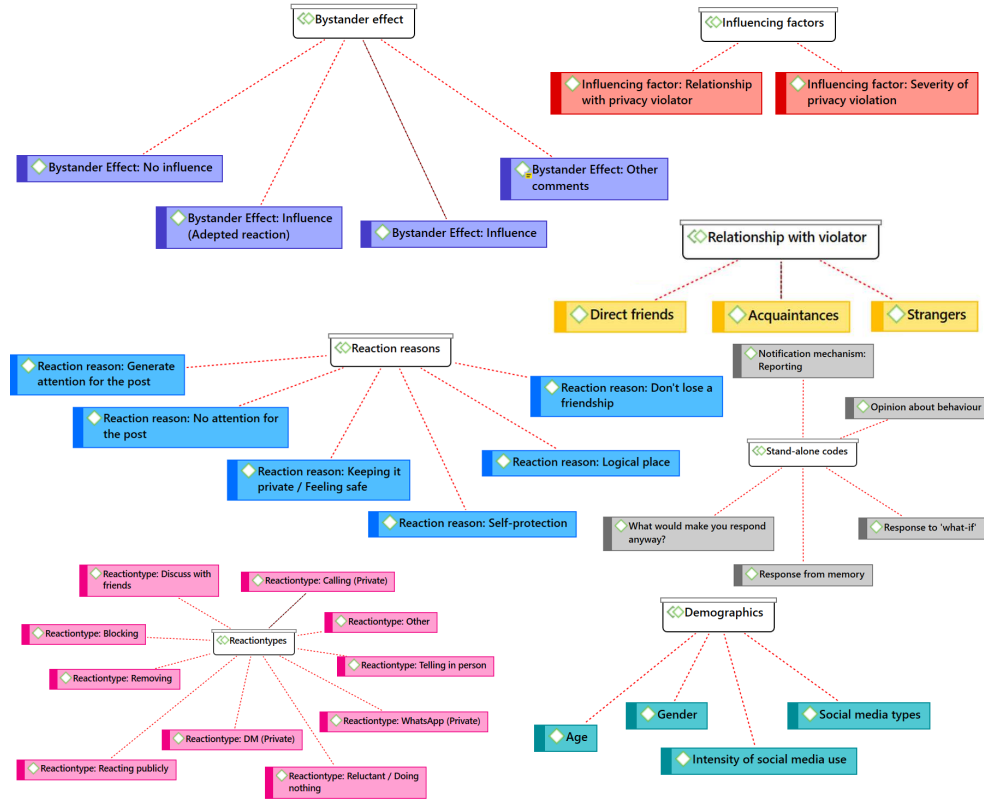 Bystander effect
Bystander Effect: No influence
Bystander Effect: Influence
(Adepted reaction)
Bystander Effect: Influence
Bystander Effect: Other
comments
Influencing factors
Influencing factor: Relationship
with privacy violator
Influencing factor: Severity of
privacy violation
Relationship with violator
Direct friends
Acquaintances
Strangers
Reaction reasons
Reaction reason: Generate
attention for the post
Reaction reason: No attention for
the post
Reaction reason: Keeping it
private / Feeling safe
Reaction reason: Self-protection
Reaction reason: Logical place
Reaction reason: Don't lose a
friendship
Notification mechanism:
Reporting
Opinion about behaviour
Stand-alone codes
What would make you respond
anyway?
Response to 'what-if'
Response from memory
Reactiontype: Discuss with
friends
Reactiontype: Calling (Private)
Reactiontype: Blocking
Reactiontypes
Reactiontype: Other
Reactiontype: Removing
Reactiontype: Telling in person
Reactiontype: WhatsApp (Private)
Reactiontype: DM (Private)
Reactiontype: Reacting publicly
Reactiontype: Reluctant / Doing
nothing
Demographics
Age
Gender
Social media types
Intensity of social media use